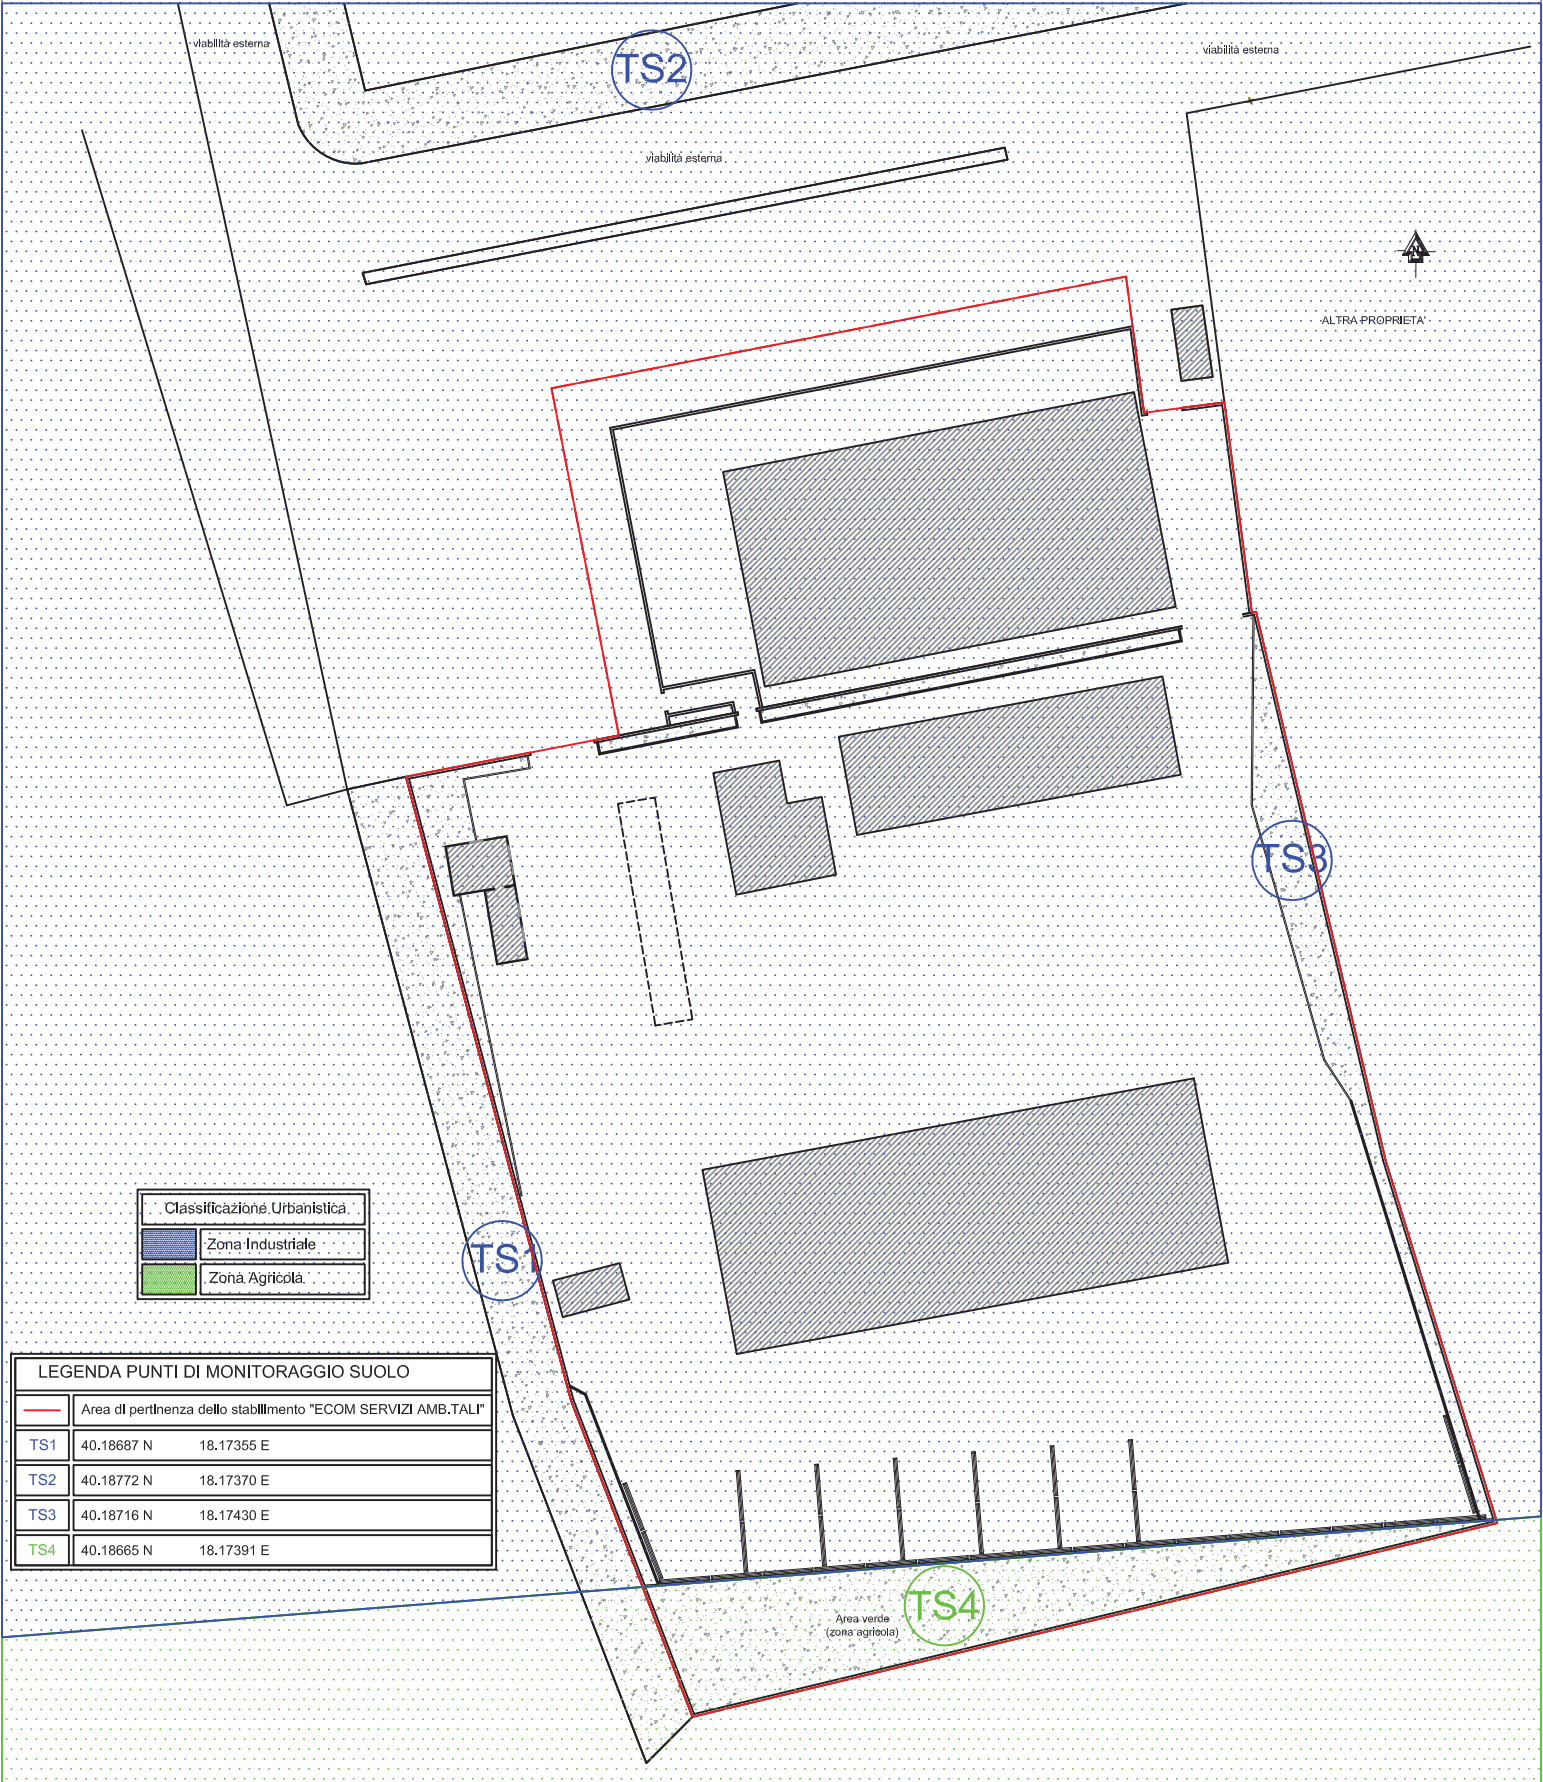 viabilità esterna
TS2
viabilità esterna
viabilità esterna
N
ALTRA PROPRIETA'
TS3
Classificazione Urbanistica
Zona Industriale
Zona Agricola
TS1
LEGENDA PUNTI DI MONITORAGGIO SUOLO
Area di pertinenza dello stabilimento "ECOM SERVIZI AMB.TALI"
TS1 40.18687 N 18.17355 E
TS2 40.18772 N 18.17370 E
TS3 40.18716 N 18.17430 E
TS4 40.18665 N 18.17391 E
TS4
Area verde
(zona agricola)